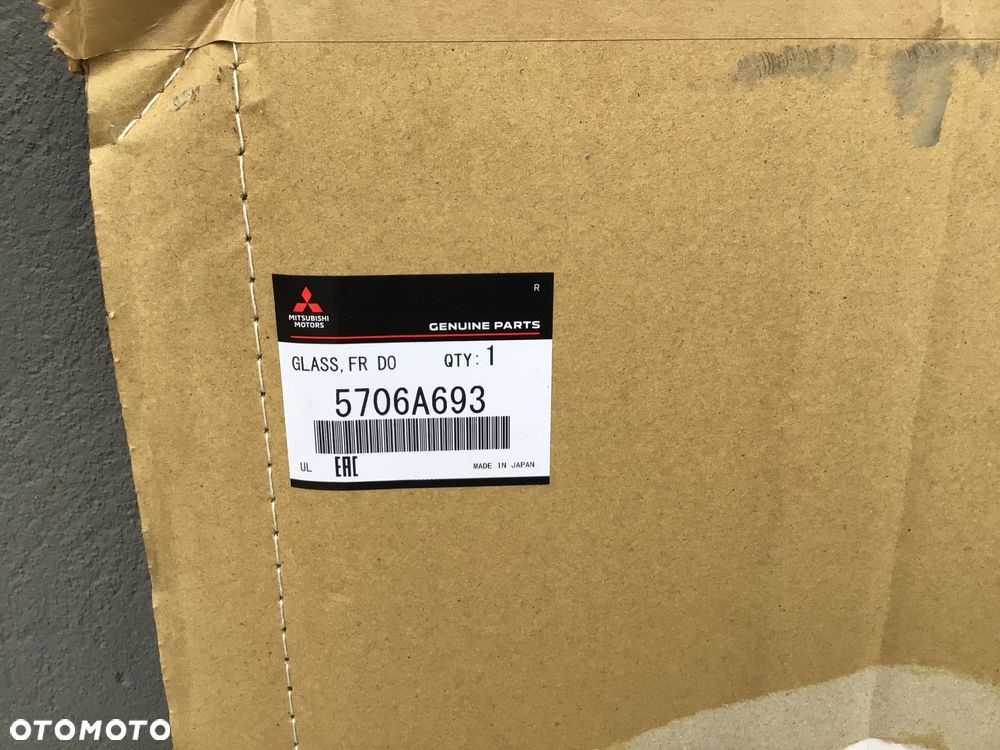 R
MITSUBISHI
MOTORS
GENUINE PARTS
GLASS, FR DO QTY: 1
5706A693
UL EAC MADE IN JAPAN
OTOMOTO